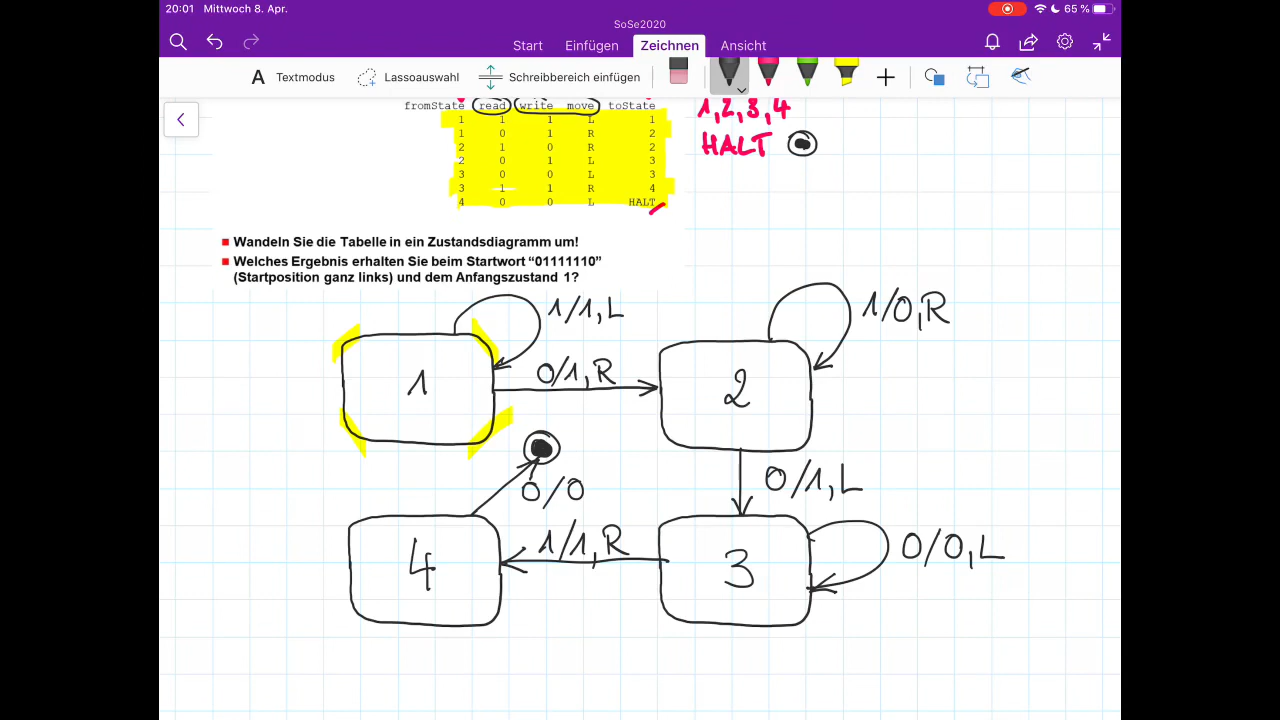 20:01 Mittwoch 8. Apr.
65 %
SoSe2020
Start Einfügen Zeichnen Ansicht
A Textmodus Lassoauswahl Schreibbereich einfügen
fromState read write move toState
1 1 1 L 1
1 0 1 R 2
2 1 0 R 2
2 0 1 L 3
3 0 0 L 3
3 1 1 R 4
4 0 0 L HALT
1,2,3,4
HALT
Wandeln Sie die Tabelle in ein Zustandsdiagramm um!
Welches Ergebnis erhalten Sie beim Startwort “01111110”
(Startposition ganz links) und dem Anfangszustand 1?
1/1,L
1/0,R
1
0/1,R
2
0/1,L
0/0
4
1/1,R
3
0/0,L